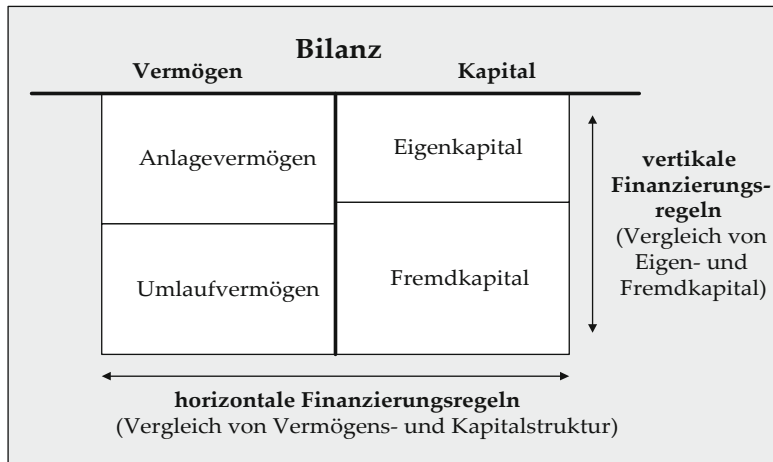 Bilanz
Vermögen
Kapital
Anlagevermögen
Eigenkapital
Umlaufvermögen
Fremdkapital
vertikale
Finanzierungs-
regeln
(Vergleich von
Eigen- und
Fremdkapital)
horizontale Finanzierungsregeln
(Vergleich von Vermögens- und Kapitalstruktur)